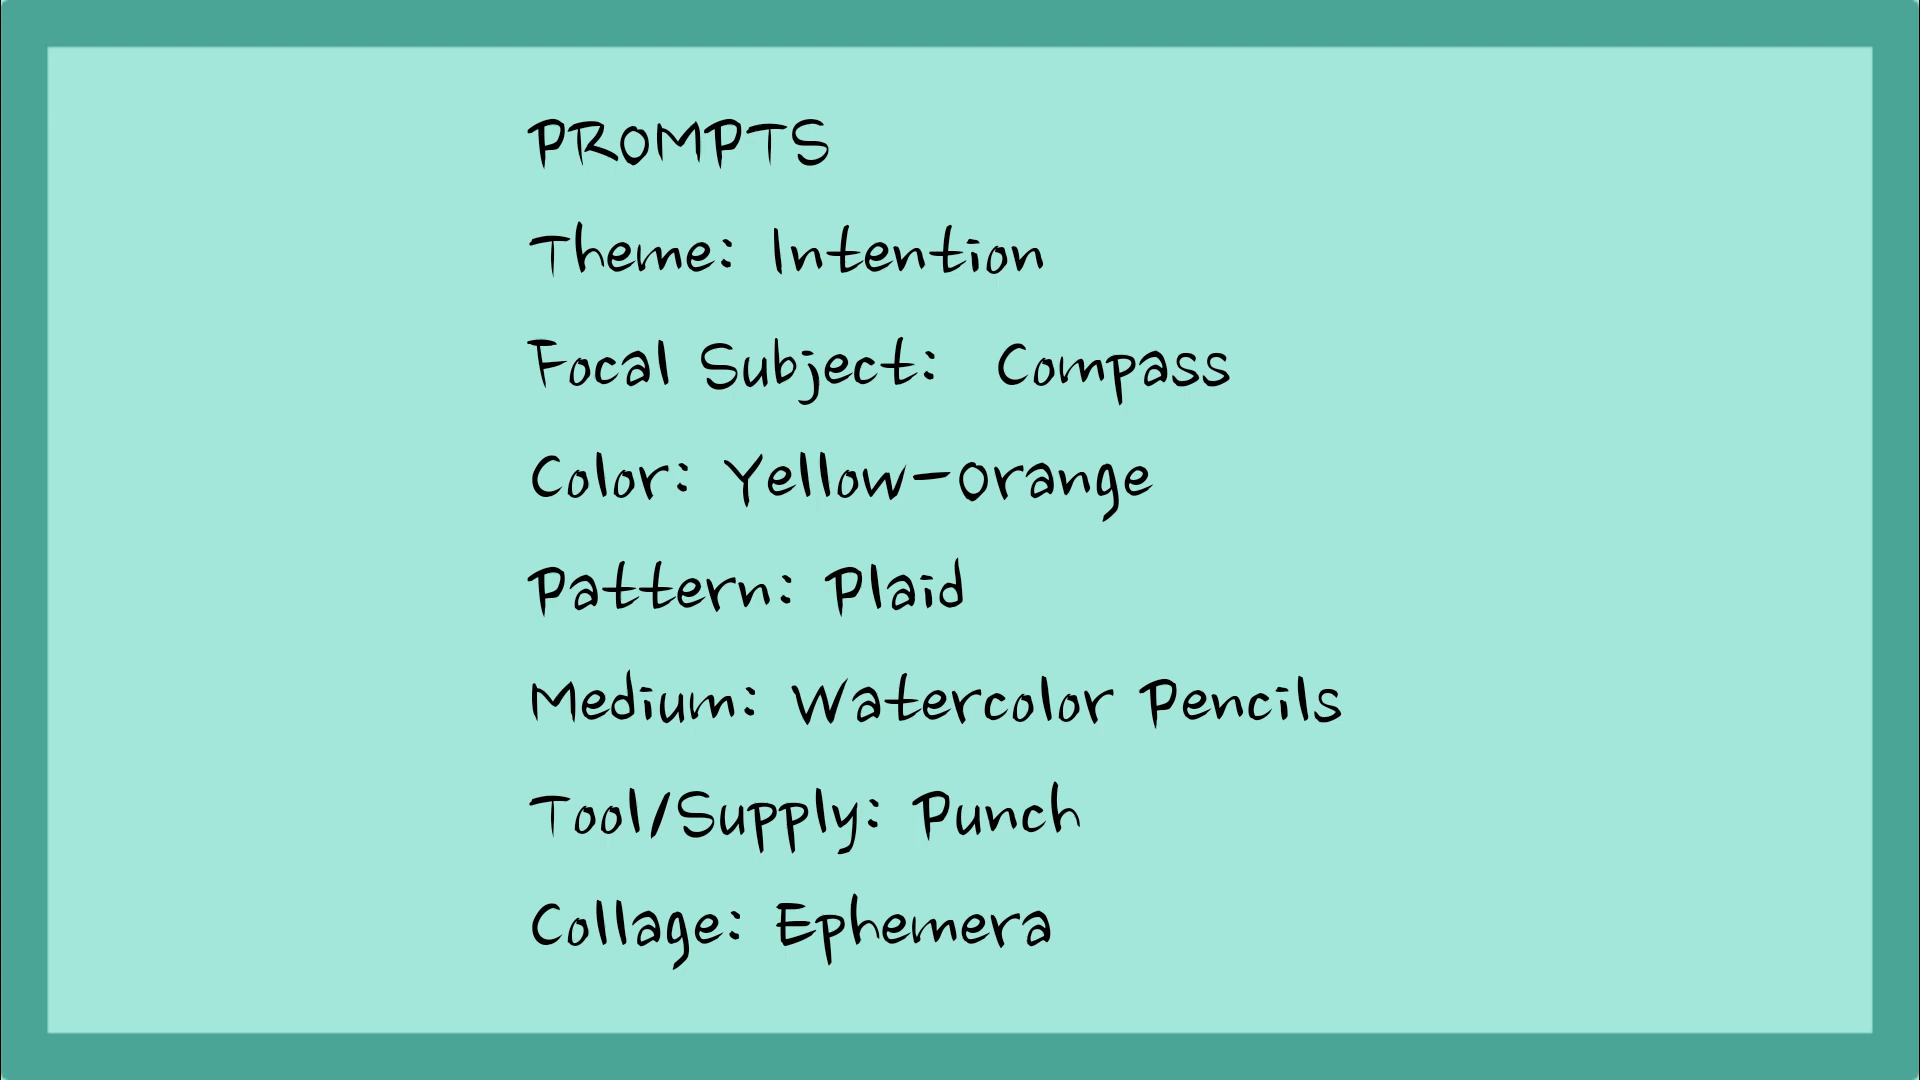 PROMPTS
Theme: Intention
Focal Subject: Compass
Color: Yellow-Orange
Pattern: Plaid
Medium: Watercolor Pencils
Tool/Supply: Punch
Collage: Ephemera